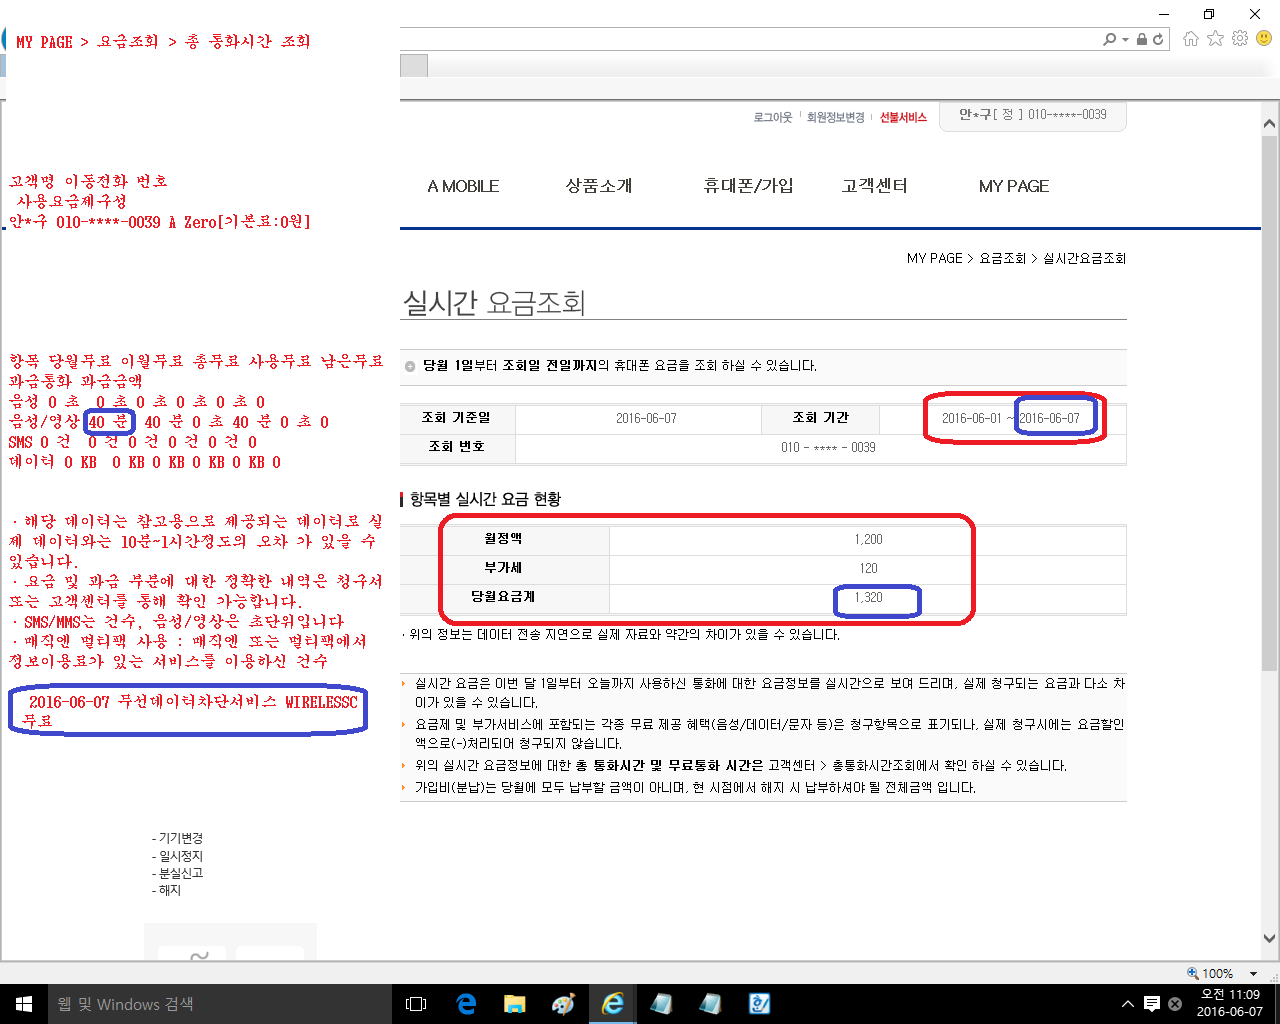 MY PAGE > 요금조회 > 총 통화시간 조회
로그아웃 회원정보변경 선불서비스 안*구[ 정 ] 010-****-0039
A MOBILE 상품소개 휴대폰/가입 고객센터 MY PAGE
고객명 이동전화 번호
사용요금제구성
안*구 010-****-0039 A Zero[기본료:0원]
MY PAGE > 요금조회 > 실시간요금조회
실시간 요금조회
항목 당월무료 이월무료 총무료 사용무료 남은무료
과금통화 과금금액
음성 0 초 0 초 0 초 0 초 0 초 0
음성/영상 40 분 40 분 0 초 40 분 0 초 0
SMS 0 건 0 건 0 건 0 건 0 건 0
데이터 0 KB 0 KB 0 KB 0 KB 0 KB 0
· 해당 데이터는 참고용으로 제공되는 데이터로 실
제 데이터와는 10분~1시간정도의 오차 가 있을 수
있습니다.
· 요금 및 과금 부분에 대한 정확한 내역은 청구서
또는 고객센터를 통해 확인 가능합니다.
· SMS/MMS는 건수, 음성/영상은 초단위입니다
· 매직엔 멀티팩 사용 : 매직엔 또는 멀티팩에서
정보이용료가 있는 서비스를 이용하신 건수
2016-06-07 무선데이터차단서비스 WIRELESSC
무료
당월 1일부터 조회일 전일까지의 휴대폰 요금을 조회 하실 수 있습니다.
조회 기준일 2016-06-07 조회 기간 2016-06-01 ~ 2016-06-07
조회 번호 010 - **** - 0039
항목별 실시간 요금 현황
월정액 1,200
부가세 120
당월요금계 1,320
· 위의 정보는 데이터 전송 지연으로 실제 자료와 약간의 차이가 있을 수 있습니다.
실시간 요금은 이번 달 1일부터 오늘까지 사용하신 통화에 대한 요금정보를 실시간으로 보여 드리며, 실제 청구되는 요금과 다소 차
이가 있을 수 있습니다.
요금제 및 부가서비스에 포함되는 각종 무료 제공 혜택(음성/데이터/문자 등)은 청구항목으로 표기되나, 실제 청구시에는 요금할인
액으로(-)처리되어 청구되지 않습니다.
위의 실시간 요금정보에 대한 총 통화시간 및 무료통화 시간은 고객센터 > 총통화시간조회에서 확인 하실 수 있습니다.
가입비(분납)는 당월에 모두 납부할 금액이 아니며, 현 시점에서 해지 시 납부하셔야 될 전체금액 입니다.
- 기기변경
- 일시정지
- 분실신고
- 해지
100%
웹 및 Windows 검색
오전 11:09
2016-06-07